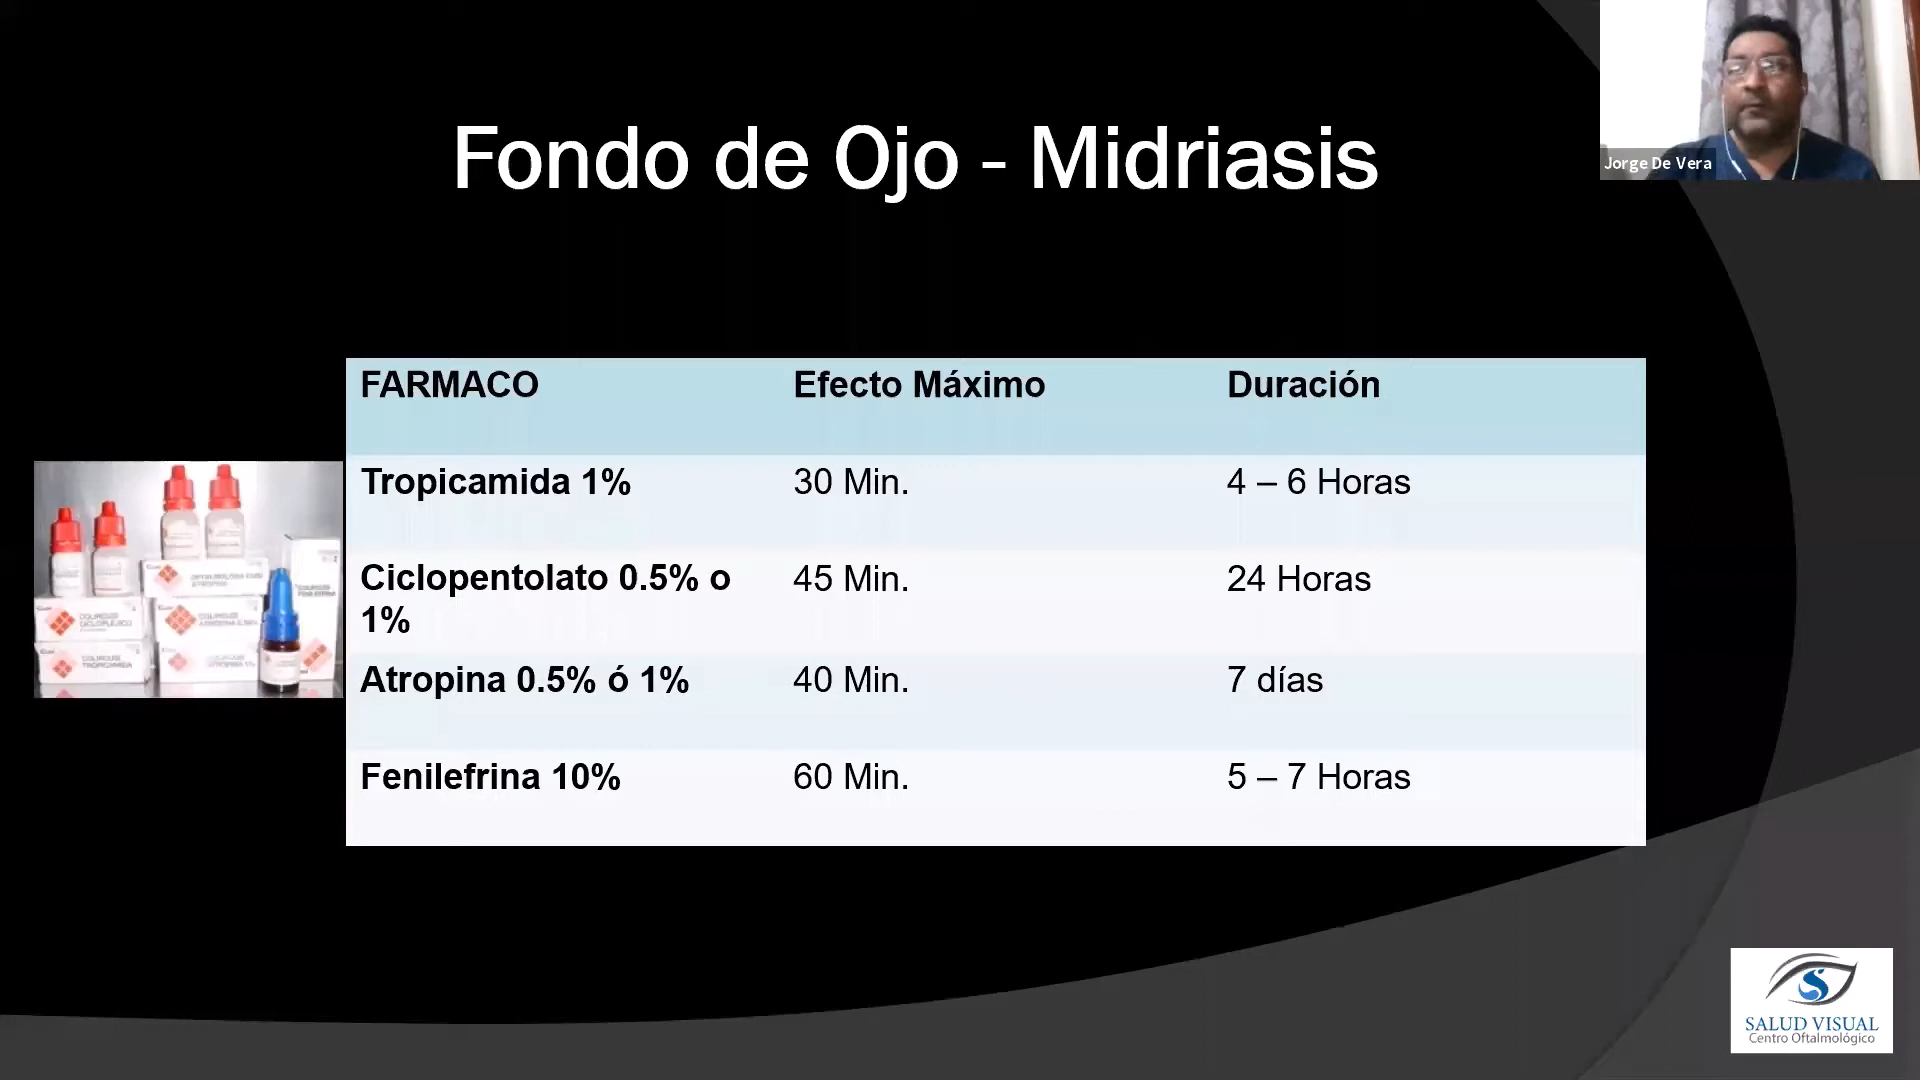 Jorge De Vera
Fondo de Ojo - Midriasis
FARMACO Efecto Máximo Duración
Tropicamida 1% 30 Min. 4 – 6 Horas
Ciclopentolato 0.5% o 45 Min. 24 Horas
1%
Atropina 0.5% ó 1% 40 Min. 7 días
Fenilefrina 10% 60 Min. 5 – 7 Horas
COLIRCUSI
TROPICAMIDA
SALUD VISUAL
Centro Oftalmológico